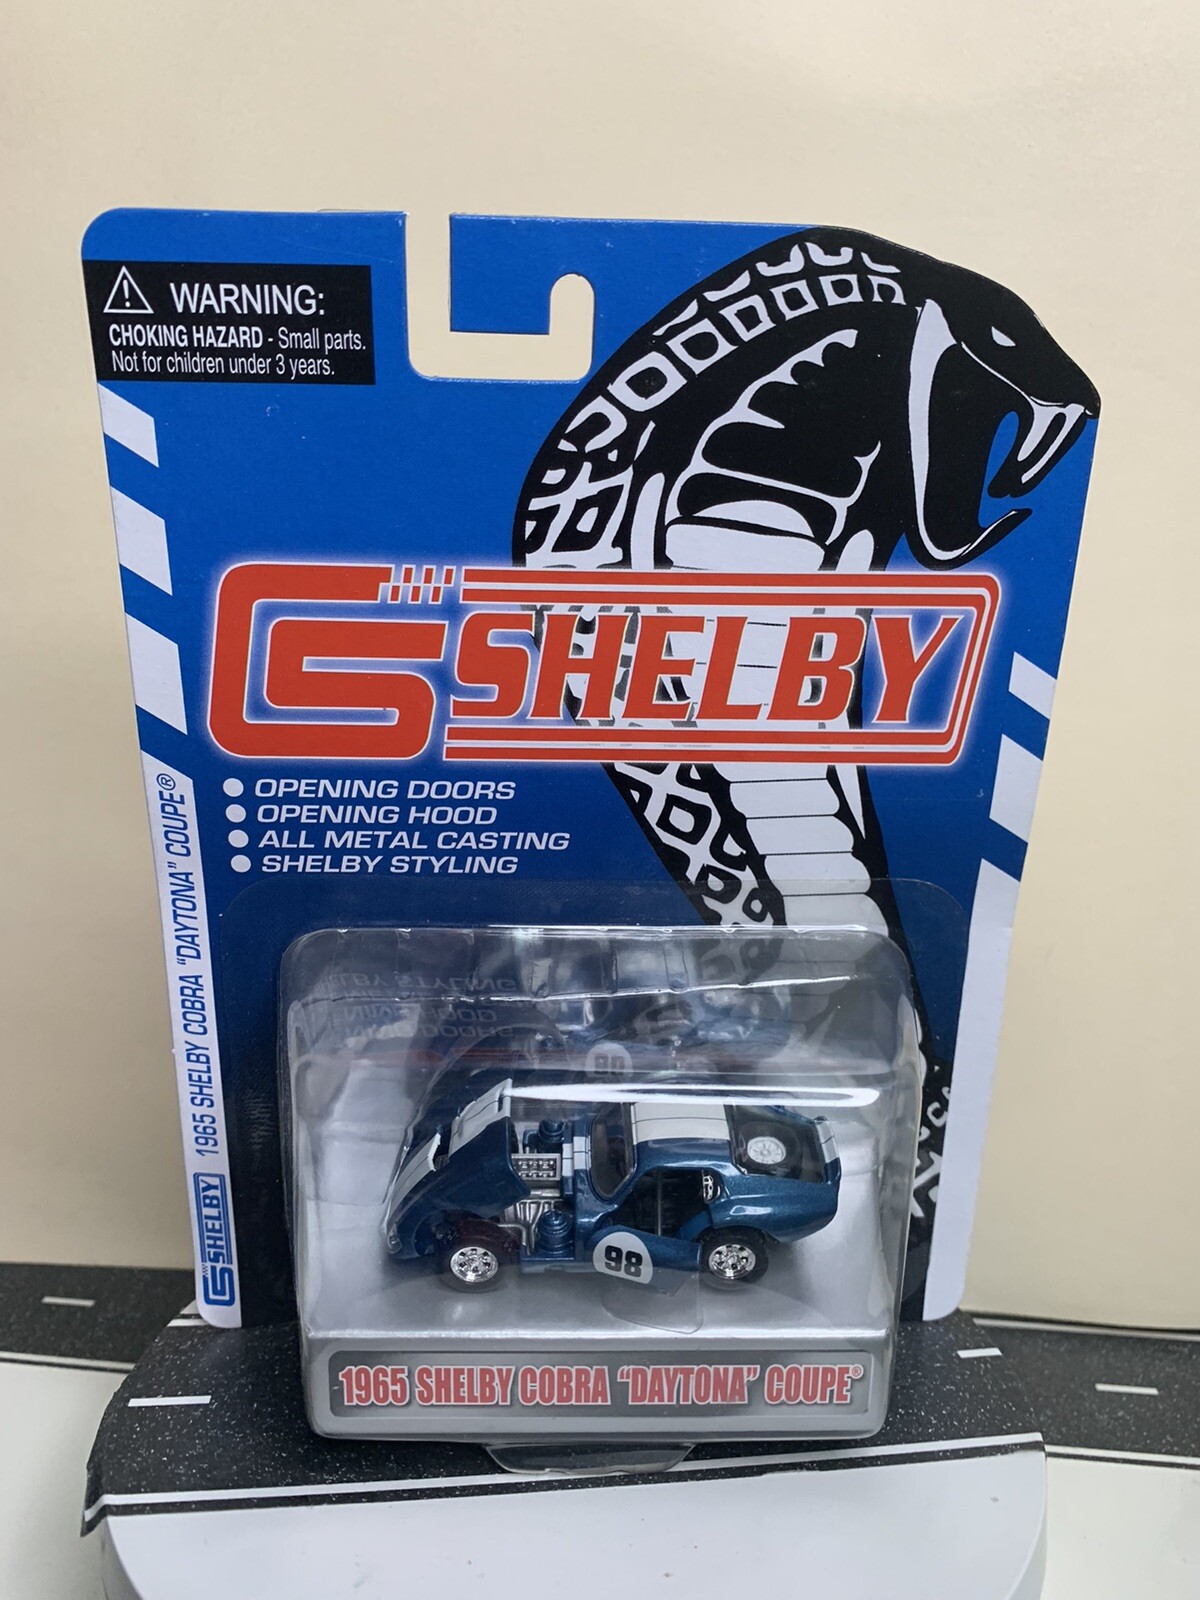 WARNING:
CHOKING HAZARD - Small parts.
Not for children under 3 years.
SHELBY
● OPENING DOORS
● OPENING HOOD
● ALL METAL CASTING
● SHELBY STYLING
SHELBY 1965 SHELBY COBRA "DAYTONA" COUPE®
98
1965 SHELBY COBRA “DAYTONA” COUPE®